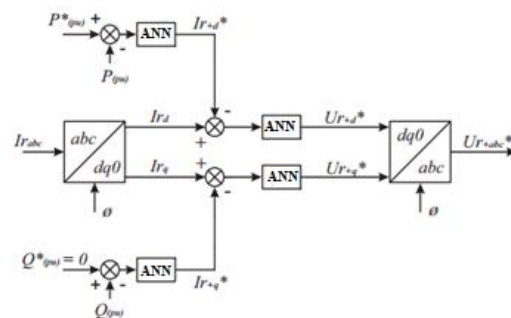 P*(pu) + - ANN Ir+d*
P(pu)
Irabc abc dq0 Ird - + ANN Ur+d* dq0 abc Ur+abc*
Irq + - ANN Ur+q*
ø ø
Q*(pu) = 0 + - ANN Ir+q*
Q(pu)